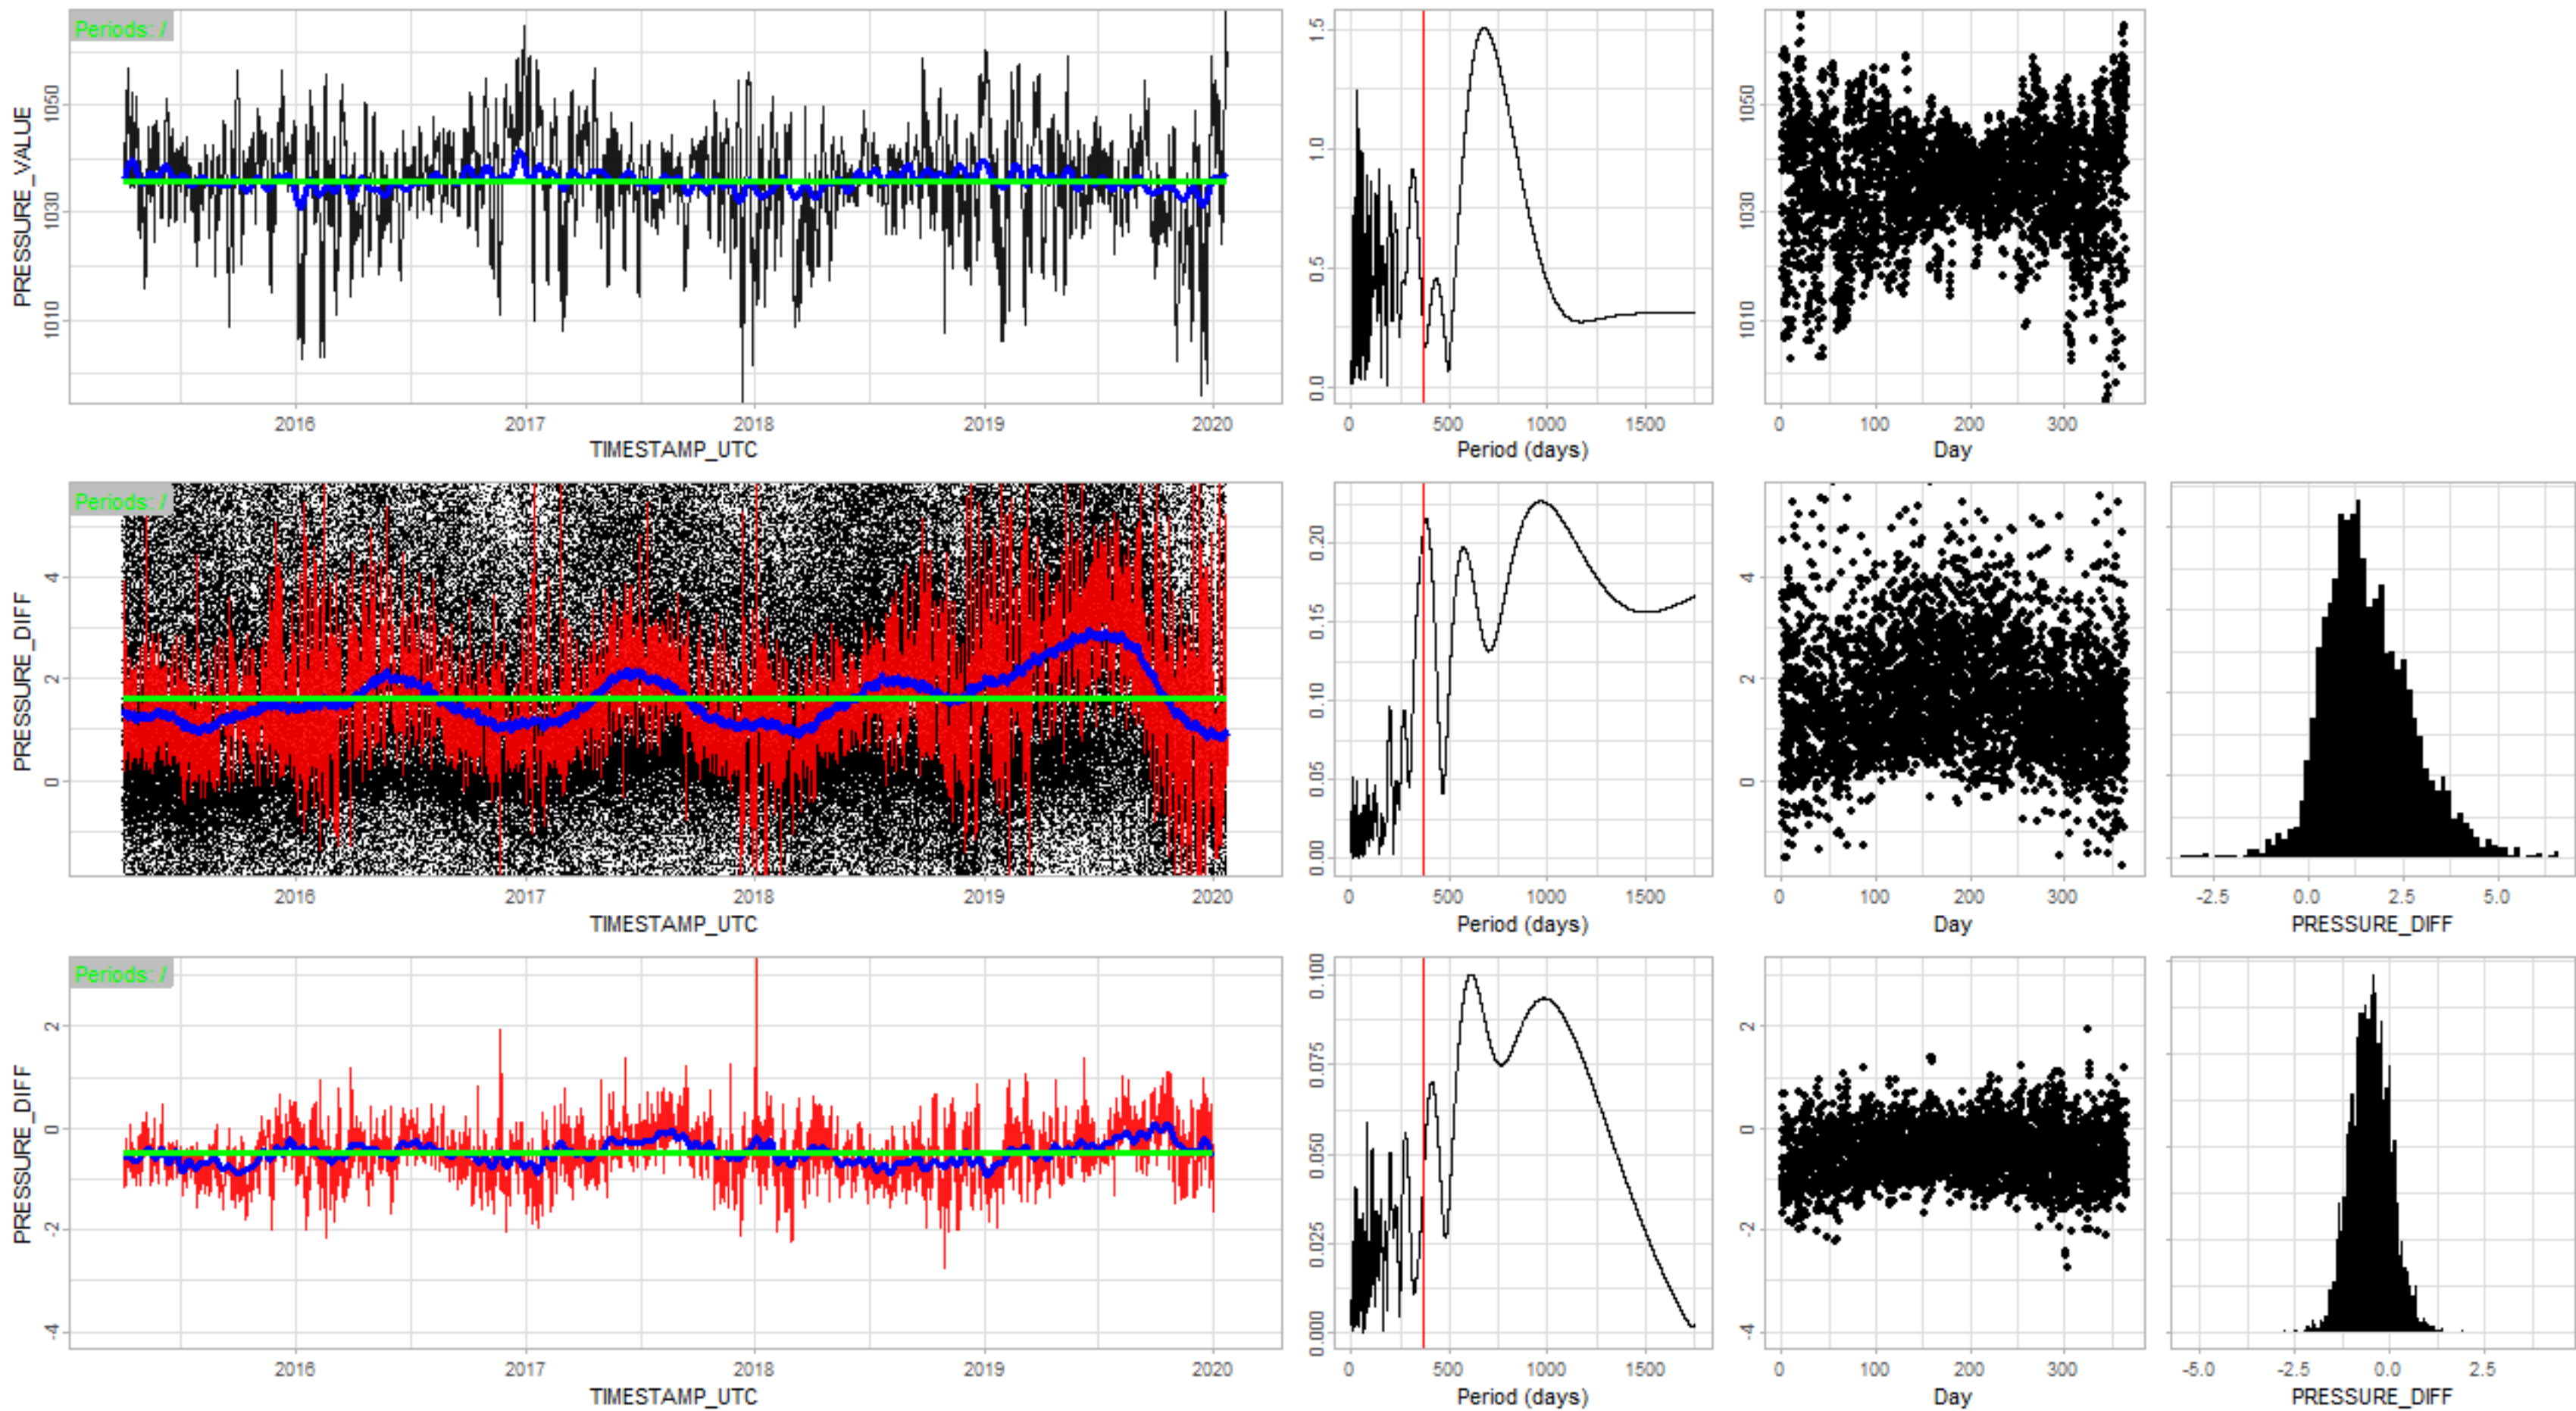 Periods: /
PRESSURE_VALUE
1050
1030
1010
2016 2017 2018 2019 2020
TIMESTAMP_UTC
1.5
1.0
0.5
0.0
0 500 1000 1500
Period (days)
1050
1030
1010
0 100 200 300
Day
Periods: /
PRESSURE_DIFF
4
2
0
2016 2017 2018 2019 2020
TIMESTAMP_UTC
0.20
0.15
0.10
0.05
0.00
0 500 1000 1500
Period (days)
4
2
0
0 100 200 300
Day
-2.5 0.0 2.5 5.0
PRESSURE_DIFF
Periods: /
PRESSURE_DIFF
2
0
-2
-4
2016 2017 2018 2019 2020
TIMESTAMP_UTC
0.100
0.075
0.050
0.025
0.000
0 500 1000 1500
Period (days)
2
0
-2
-4
0 100 200 300
Day
-5.0 -2.5 0.0 2.5
PRESSURE_DIFF